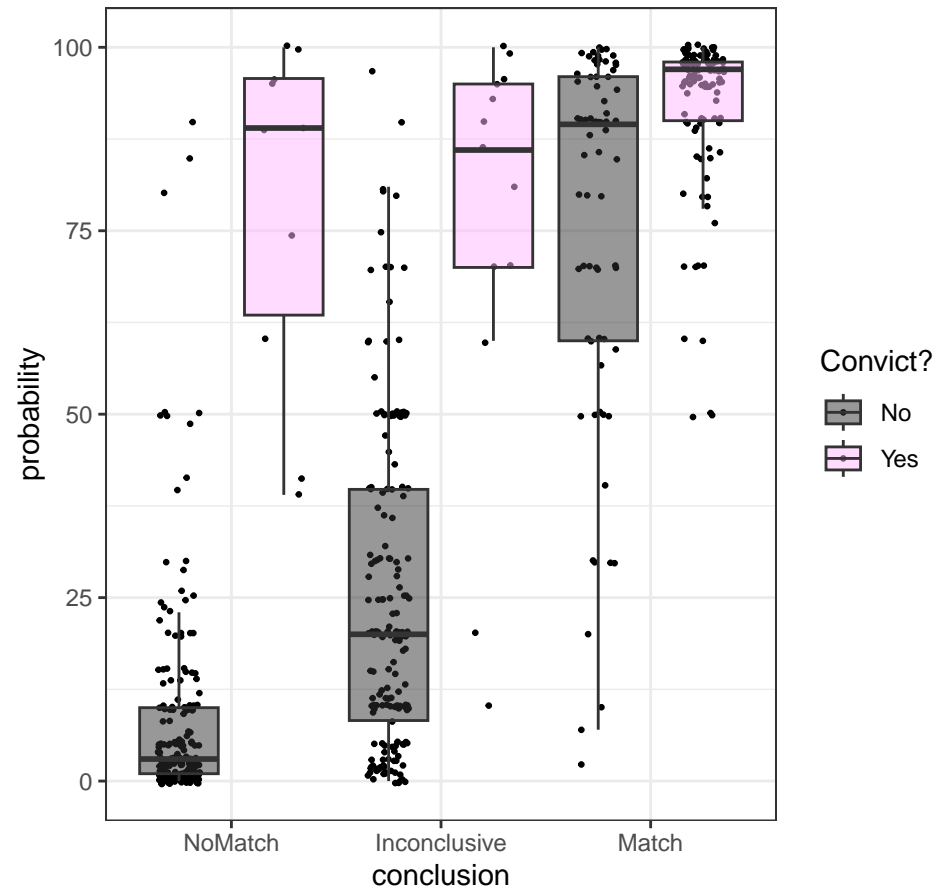 100
75
50
25
0
probability
NoMatch
Inconclusive
Match
conclusion
Convict?
No
Yes